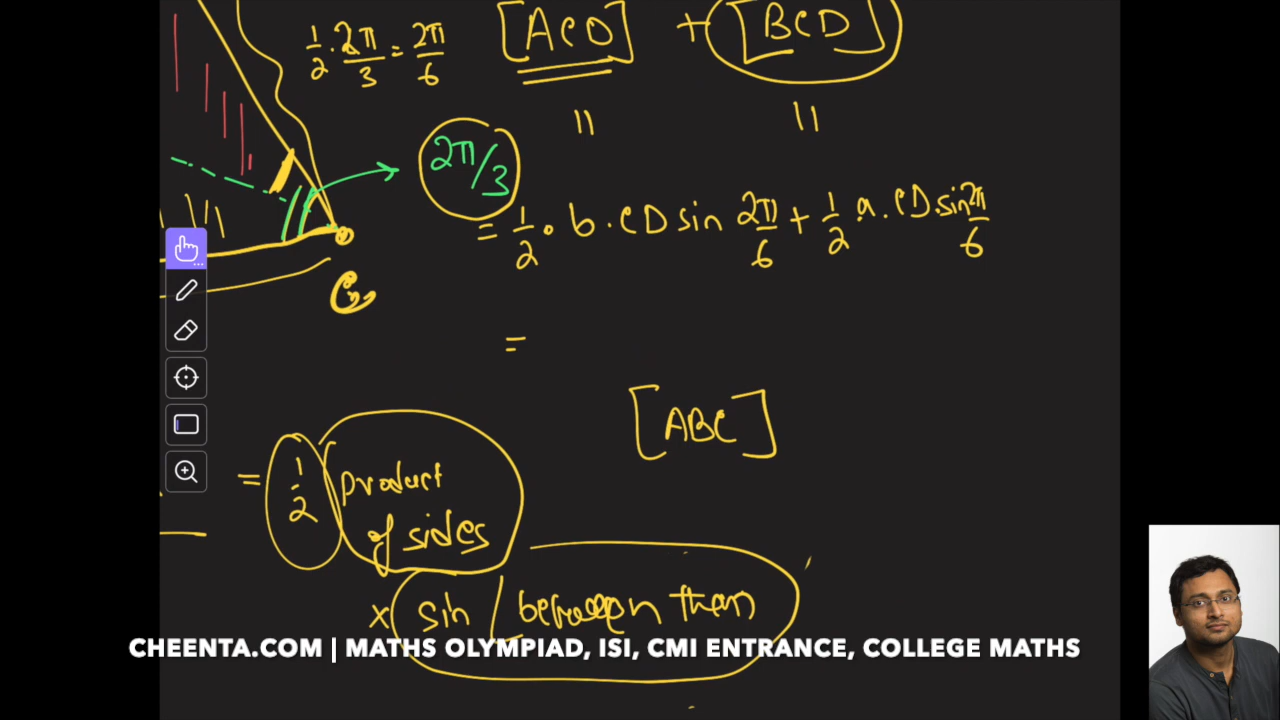 1/2 · 2π/3 = 2π/6
[ACD] + [BCD]
= =
2π/3
= 1/2 · b · CD sin 2π/6 + 1/2 · a · CD · sin 2π/6
C
=
[ABC]
= 1/2 (product
of sides
× sin ∠ between them
CHEENTA.COM | MATHS OLYMPIAD, ISI, CMI ENTRANCE, COLLEGE MATHS